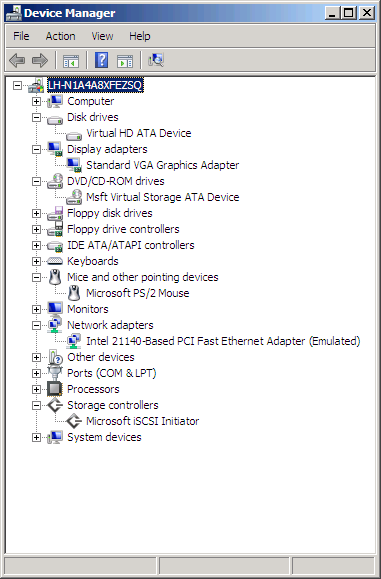 Device Manager
File Action View Help
LH-N1A4A8XFEZSQ
Computer
Disk drives
Virtual HD ATA Device
Display adapters
Standard VGA Graphics Adapter
DVD/CD-ROM drives
Msft Virtual Storage ATA Device
Floppy disk drives
Floppy drive controllers
IDE ATA/ATAPI controllers
Keyboards
Mice and other pointing devices
Microsoft PS/2 Mouse
Monitors
Network adapters
Intel 21140-Based PCI Fast Ethernet Adapter (Emulated)
Other devices
Ports (COM & LPT)
Processors
Storage controllers
Microsoft iSCSI Initiator
System devices